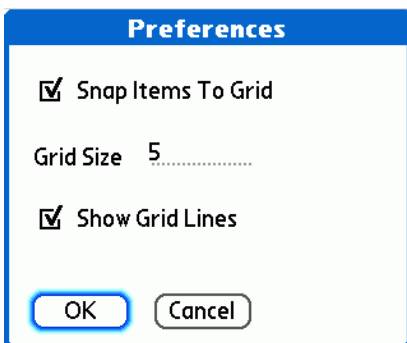 Preferences
Snap Items To Grid
Grid Size 5
Show Grid Lines
OK Cancel